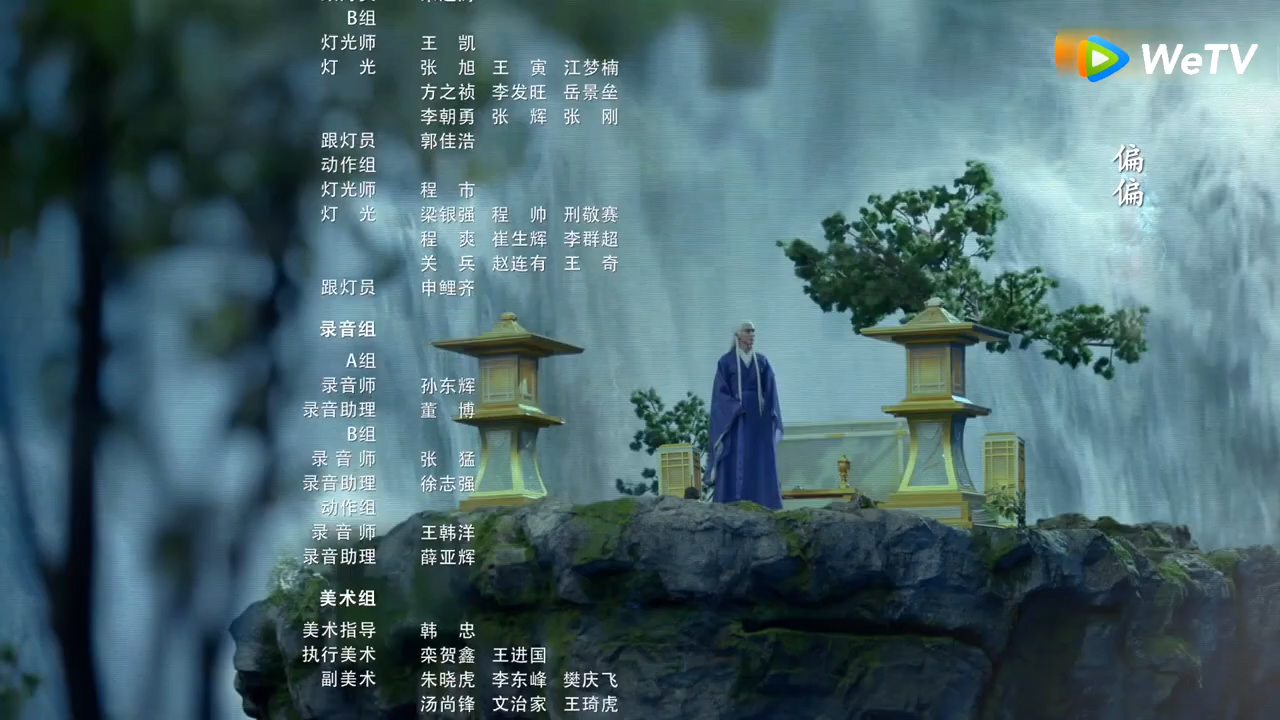 B组
灯光师 王 凯
灯 光 张 旭 王 寅 江梦楠
方之祯 李发旺 岳景垒
李朝勇 张 辉 张 刚
跟灯员 郭佳浩
动作组
灯光师 程 市
灯 光 梁银强 程 帅 刑敬赛
程 爽 崔生辉 李群超
关 兵 赵连有 王 奇
跟灯员 申鲤齐
录音组
A组
录音师 孙东辉
录音助理 董 博
B组
录音师 张 猛
录音助理 徐志强
动作组
录音师 王韩洋
录音助理 薛亚辉
美术组
美术指导 韩 忠
执行美术 栾贺鑫 王进国
副美术 朱晓虎 李东峰 樊庆飞
汤尚锋 文治家 王琦虎
WeTV
偏偏